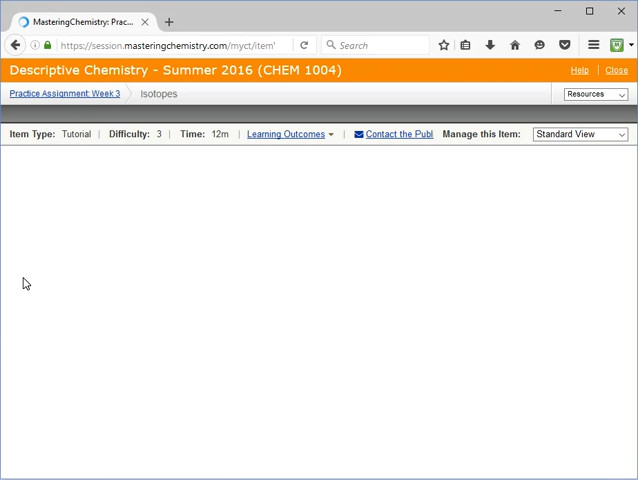 MasteringChemistry: Prac...
https://session.masteringchemistry.com/myct/item'
Search
Descriptive Chemistry - Summer 2016 (CHEM 1004)
Help | Close
Practice Assignment: Week 3
Isotopes
Resources
Item Type: Tutorial | Difficulty: 3 | Time: 12m | Learning Outcomes | Contact the Publ Manage this Item: Standard View